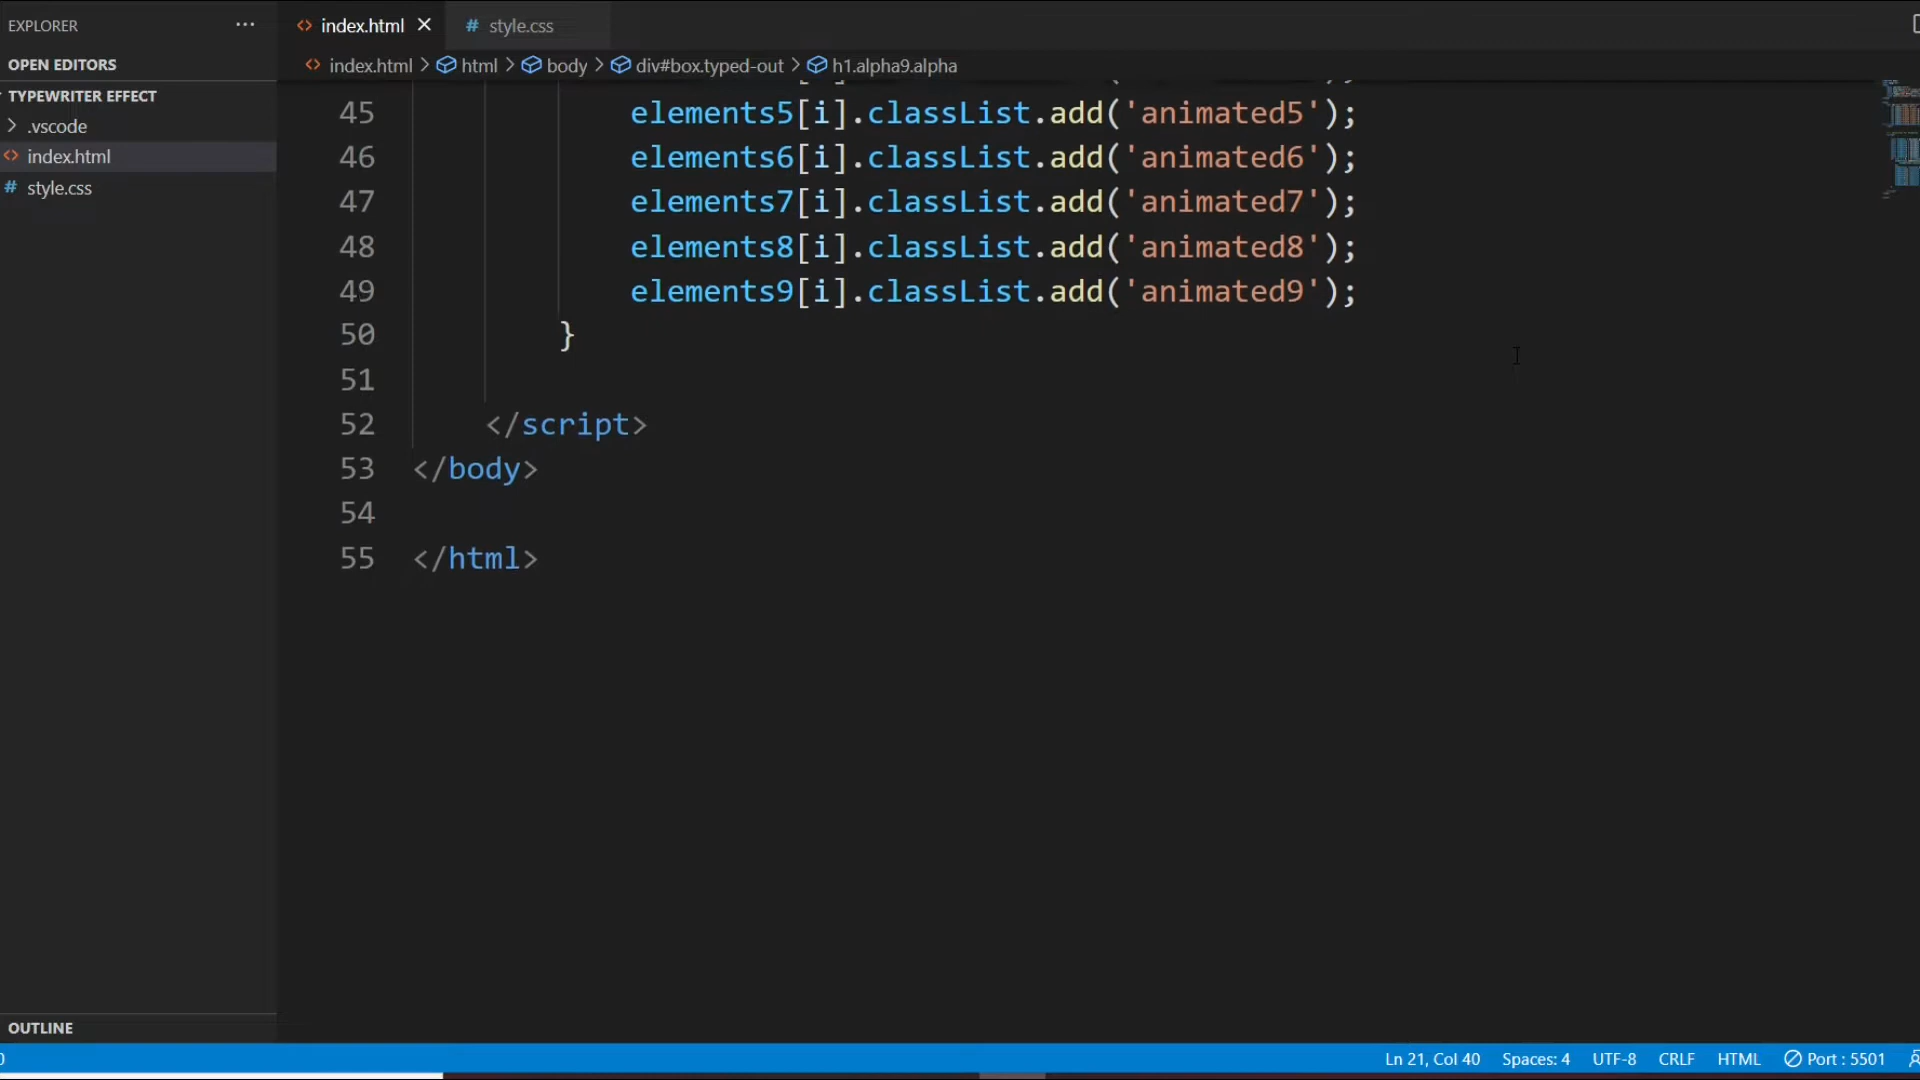 EXPLORER ···
index.html
# style.css
OPEN EDITORS
index.html > html > body > div#box.typed-out > h1.alpha9.alpha
TYPEWRITER EFFECT
> .vscode
index.html
# style.css
45 elements5[i].classList.add('animated5');
46 elements6[i].classList.add('animated6');
47 elements7[i].classList.add('animated7');
48 elements8[i].classList.add('animated8');
49 elements9[i].classList.add('animated9');
50 }
51
52 </script>
53 </body>
54
55 </html>
OUTLINE
Ln 21, Col 40 Spaces: 4 UTF-8 CRLF HTML Port : 5501